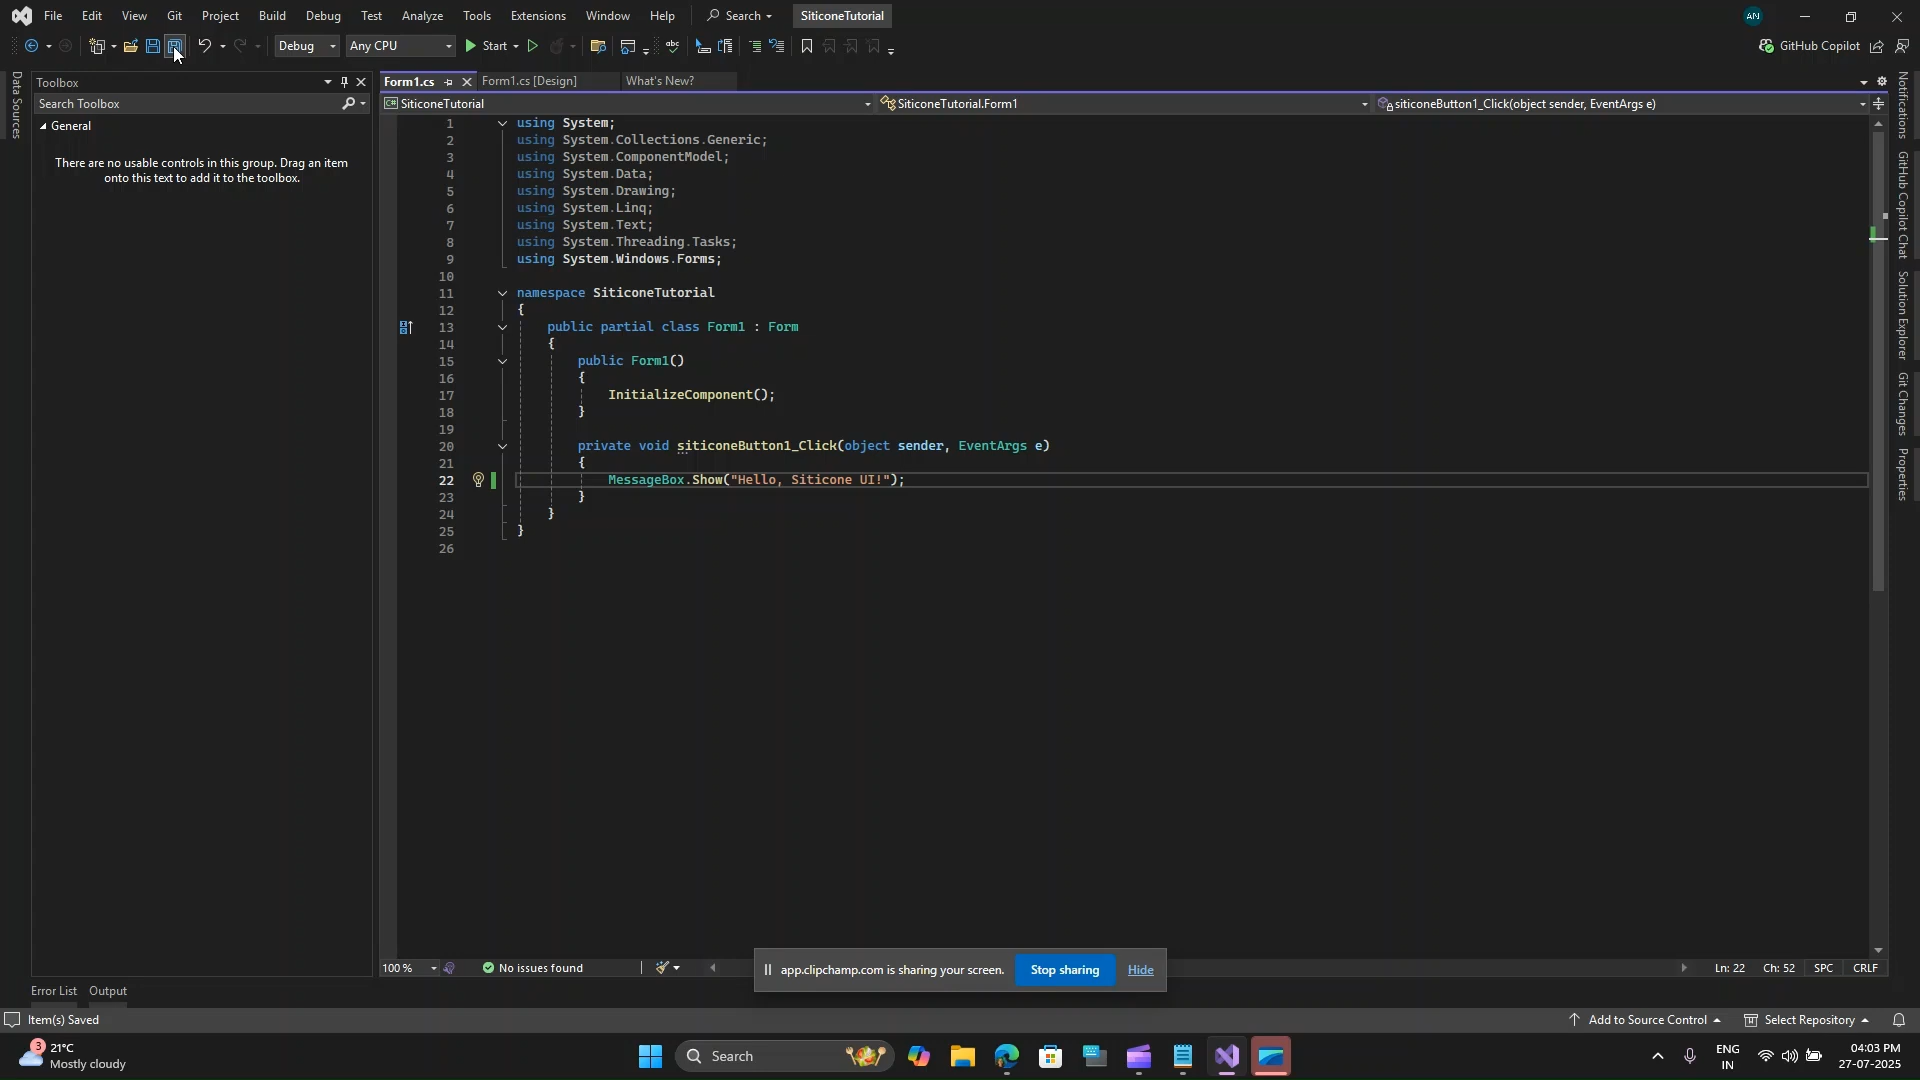 File Edit View Git Project Build Debug Test Analyze Tools Extensions Window Help Search SiticoneTutorial AN
Debug Any CPU Start abc GitHub Copilot
Data Sources
Toolbox
Search Toolbox
General
There are no usable controls in this group. Drag an item
onto this text to add it to the toolbox.
Form1.cs Form1.cs [Design] What's New?
C# SiticoneTutorial SiticoneTutorial.Form1 siticoneButton1_Click(object sender, EventArgs e)
1 using System;
2 using System.Collections.Generic;
3 using System.ComponentModel;
4 using System.Data;
5 using System.Drawing;
6 using System.Linq;
7 using System.Text;
8 using System.Threading.Tasks;
9 using System.Windows.Forms;
10
11 namespace SiticoneTutorial
12 {
13 public partial class Form1 : Form
14 {
15 public Form1()
16 {
17 InitializeComponent();
18 }
19
20 private void siticoneButton1_Click(object sender, EventArgs e)
21 {
22 MessageBox.Show("Hello, Siticone UI!");
23 }
24 }
25 }
26
Notifications
GitHub Copilot Chat
Solution Explorer
Git Changes
Properties
100 % No issues found Ln: 22 Ch: 52 SPC CRLF
app.clipchamp.com is sharing your screen. Stop sharing Hide
Error List Output
Item(s) Saved Add to Source Control Select Repository
3 21°C
Mostly cloudy
Search
ENG
IN
04:03 PM
27-07-2025